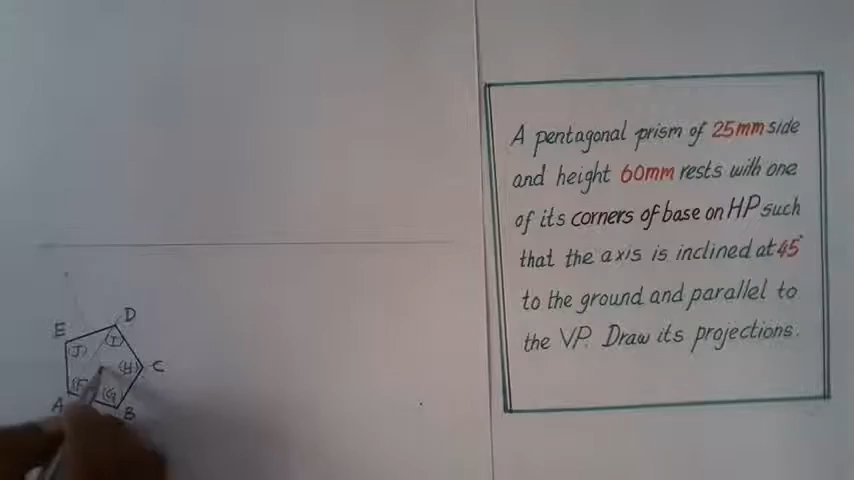 A pentagonal prism of 25mm side
and height 60mm rests with one
of its corners of base on HP such
that the axis is inclined at 45°
to the ground and parallel to
the VP. Draw its projections.
D
E
(I)
(J)
(H) C
(F
(G)
A
B